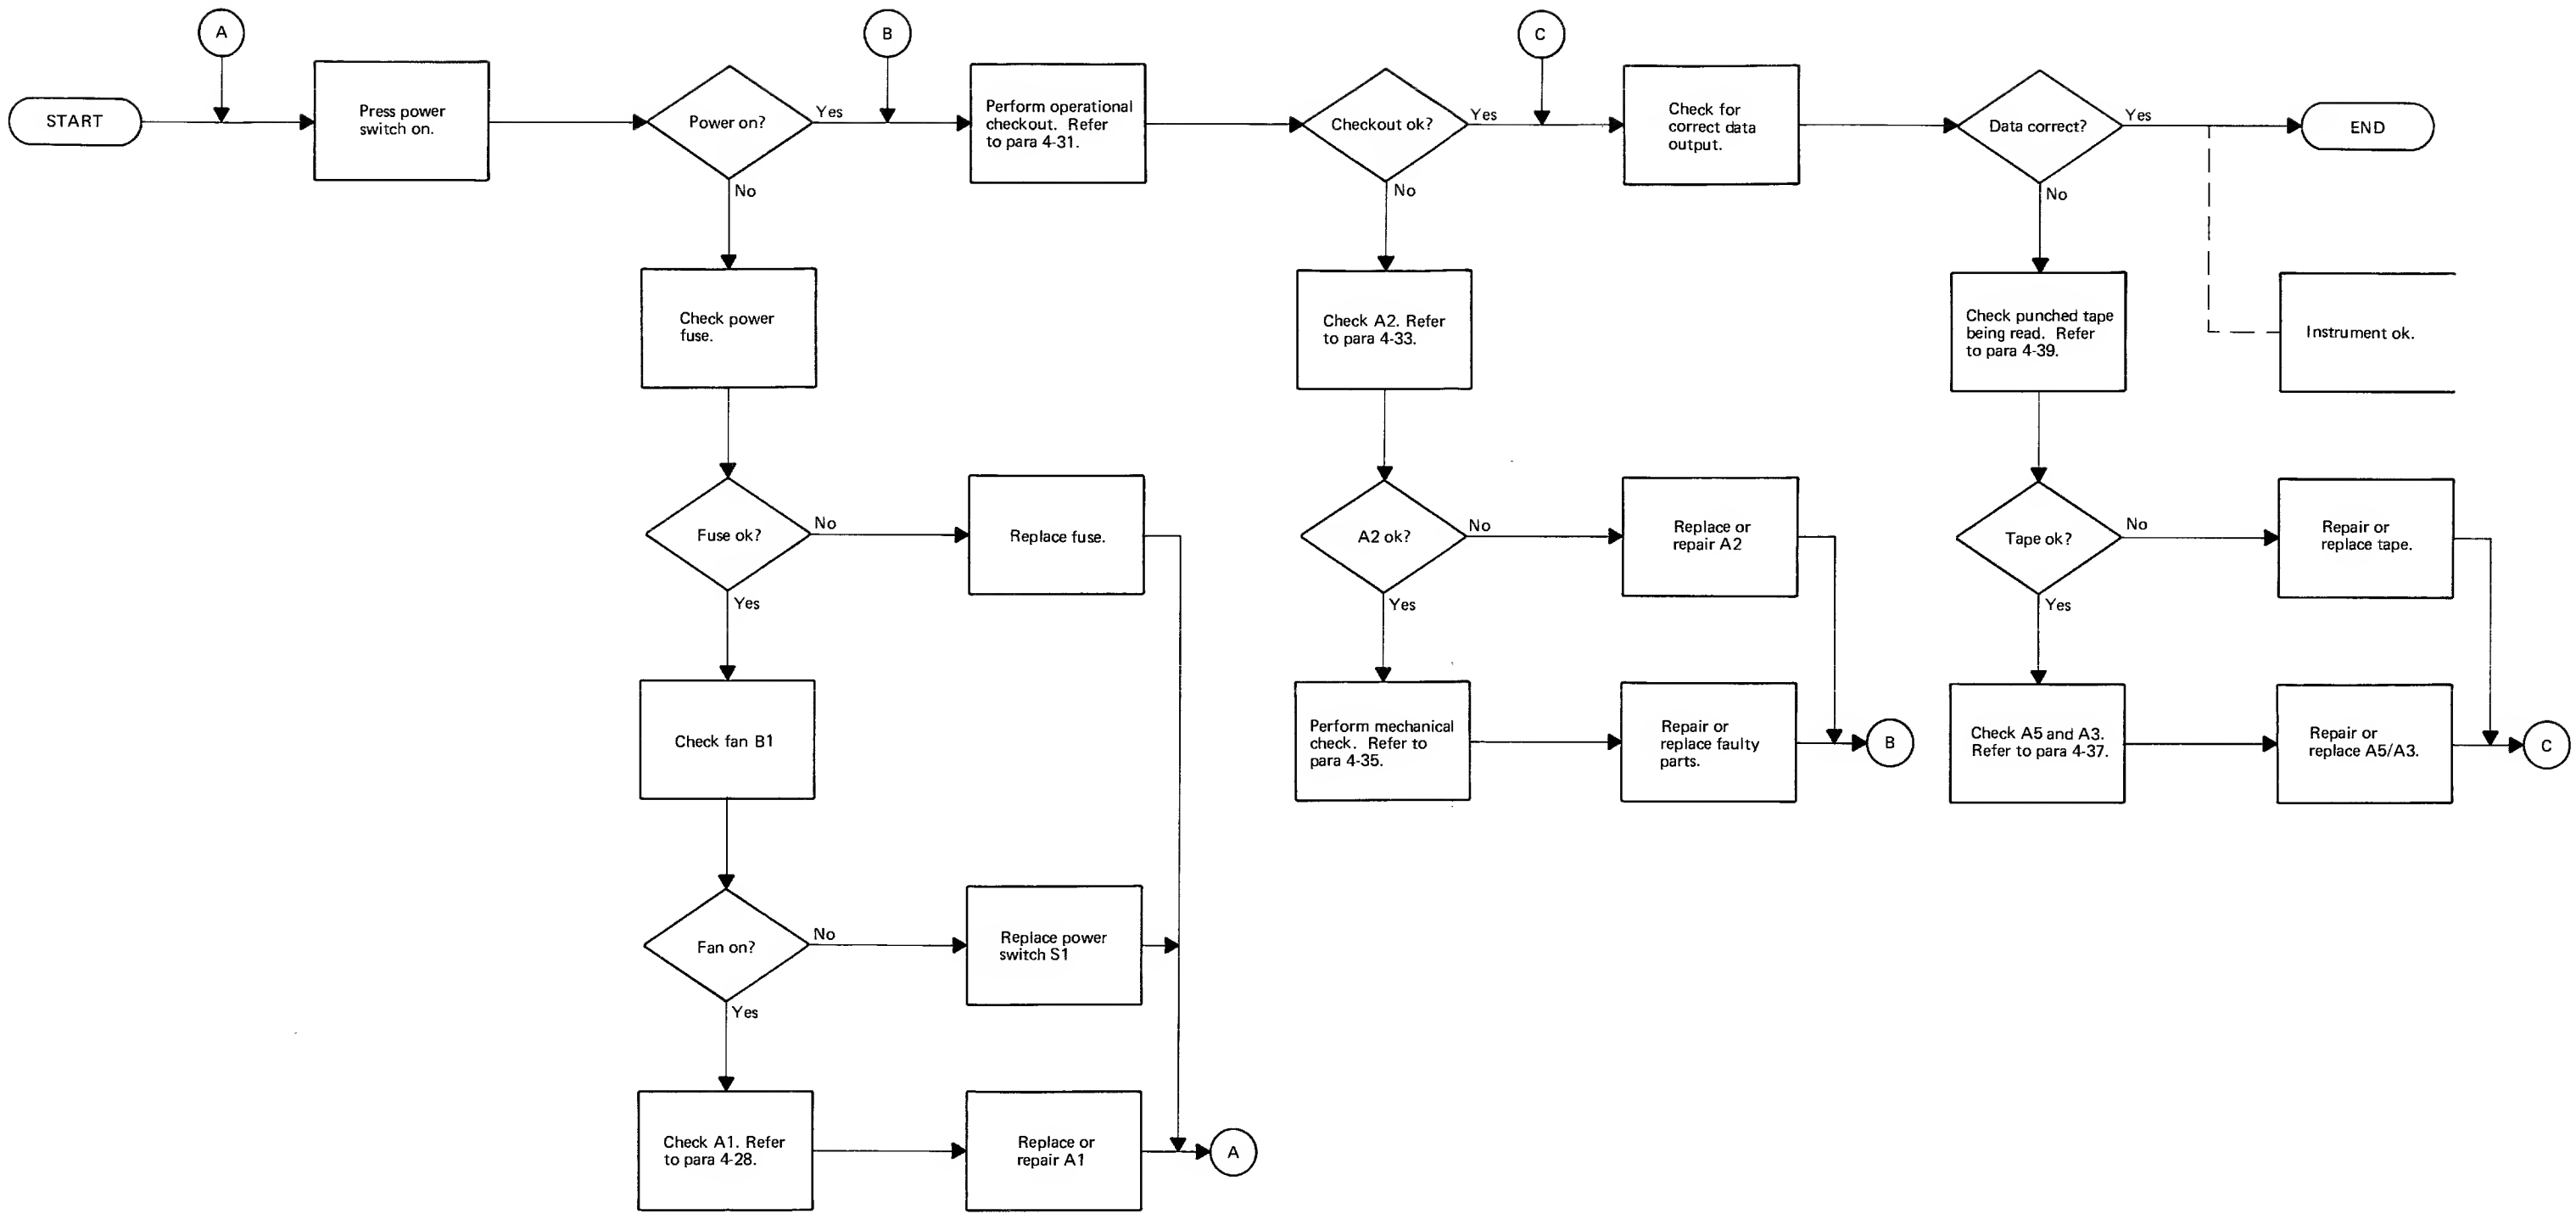 A
B
C
START
Press power
switch on.
Power on?
Yes
No
Perform operational
checkout. Refer
to para 4-31.
Checkout ok?
Yes
No
Check for
correct data
output.
Data correct?
Yes
No
END
Check power
fuse.
Check A2. Refer
to para 4-33.
Check punched tape
being read. Refer
to para 4-39.
Instrument ok.
Fuse ok?
No
Yes
Replace fuse.
A2 ok?
No
Yes
Replace or
repair A2
Tape ok?
No
Yes
Repair or
replace tape.
Check fan B1
Perform mechanical
check. Refer to
para 4-35.
Repair or
replace faulty
parts.
B
Check A5 and A3.
Refer to para 4-37.
Repair or
replace A5/A3.
C
Fan on?
No
Yes
Replace power
switch S1
Check A1. Refer
to para 4-28.
Replace or
repair A1
A